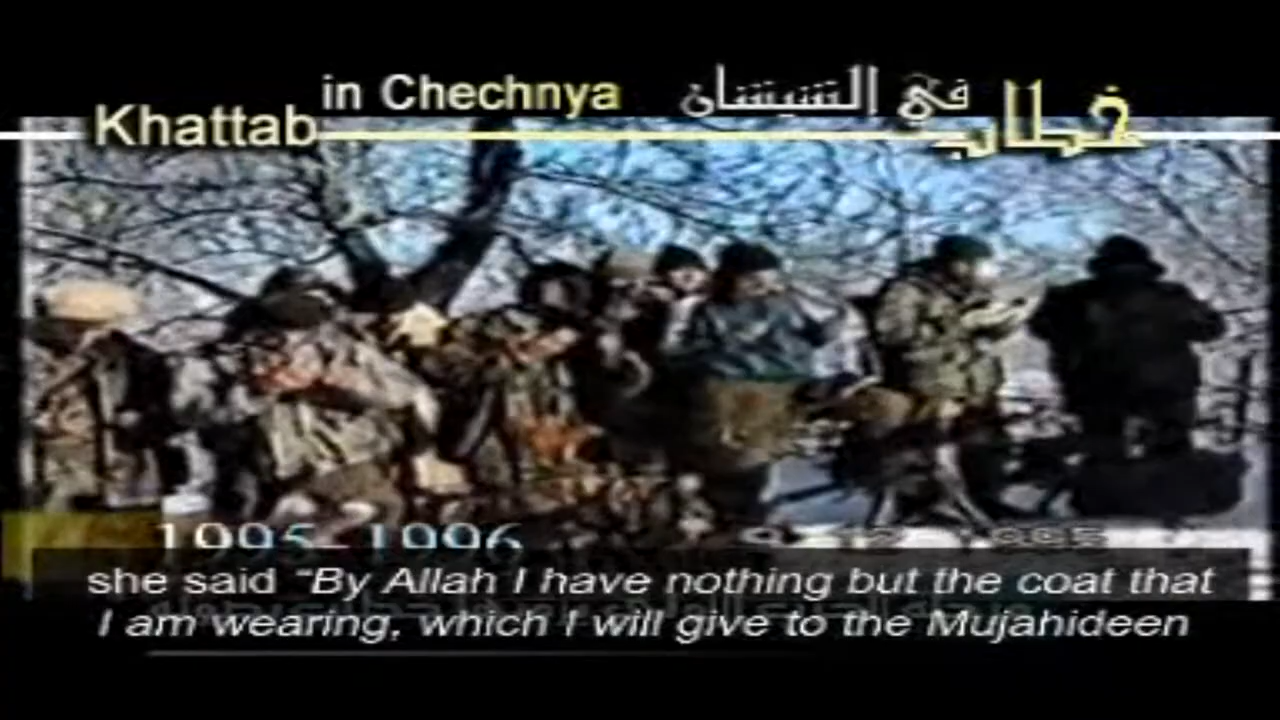 in Chechnya
Khattab
خطاب
في الشيشان
1995-1996
she said "By Allah I have nothing but the coat that
I am wearing, which I will give to the Mujahideen